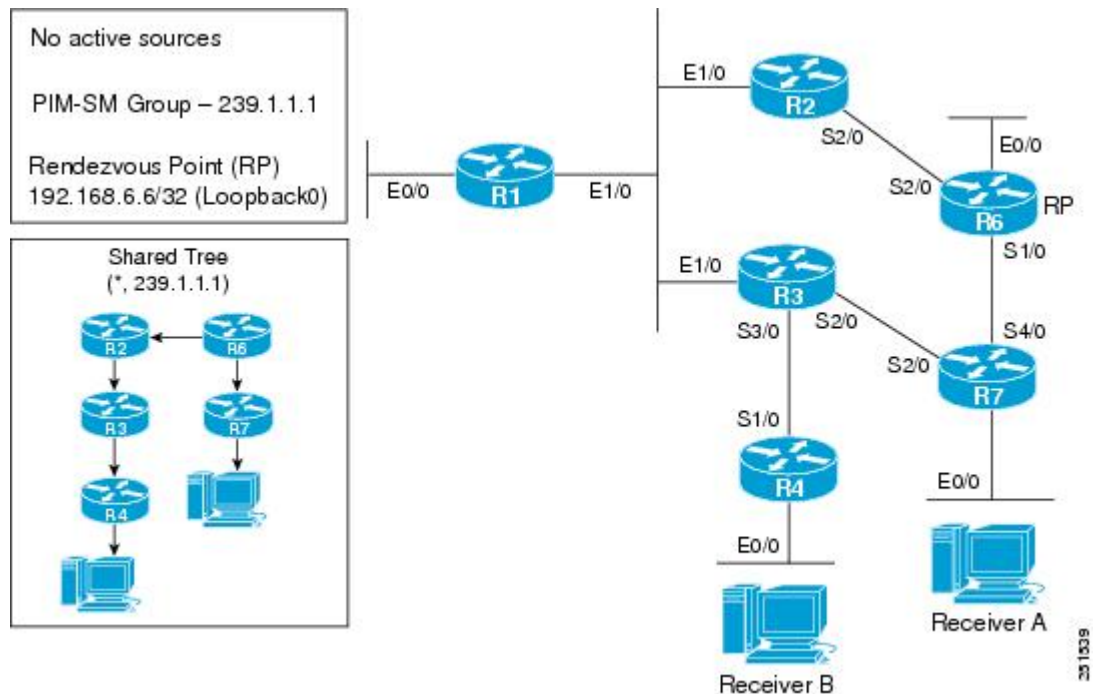 No active sources
PIM-SM Group – 239.1.1.1
Rendezvous Point (RP)
192.168.6.6/32 (Loopback0)
Shared Tree
(*, 239.1.1.1)
R2
R6
R3
R7
R4
E0/0
R1
E1/0
E1/0
R2
S2/0
E0/0
S2/0
R6
RP
S1/0
E1/0
R3
S3/0
S2/0
S4/0
S2/0
R7
S1/0
R4
E0/0
E0/0
Receiver B
Receiver A
251539